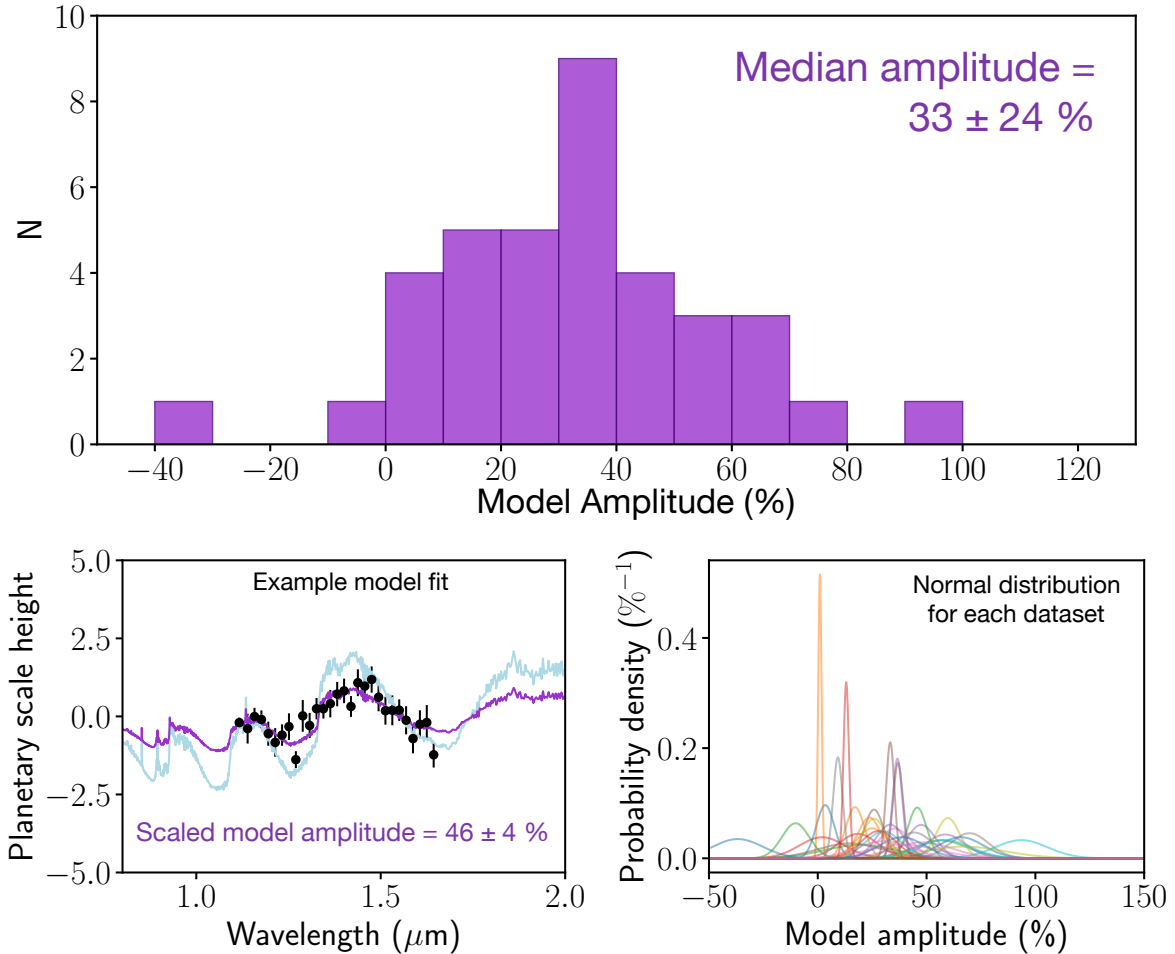 10
8
6
4
2
0
N
Median amplitude =
33 ± 24 %
−40
−20
0
20
40
60
80
100
120
Model Amplitude (%)
5.0
2.5
0.0
−2.5
−5.0
Planetary scale height
Example model fit
Scaled model amplitude = 46 ± 4 %
1.0
1.5
2.0
Wavelength (μm)
0.4
0.2
0.0
Probability density (%⁻¹)
Normal distribution
for each dataset
−50
0
50
100
150
Model amplitude (%)